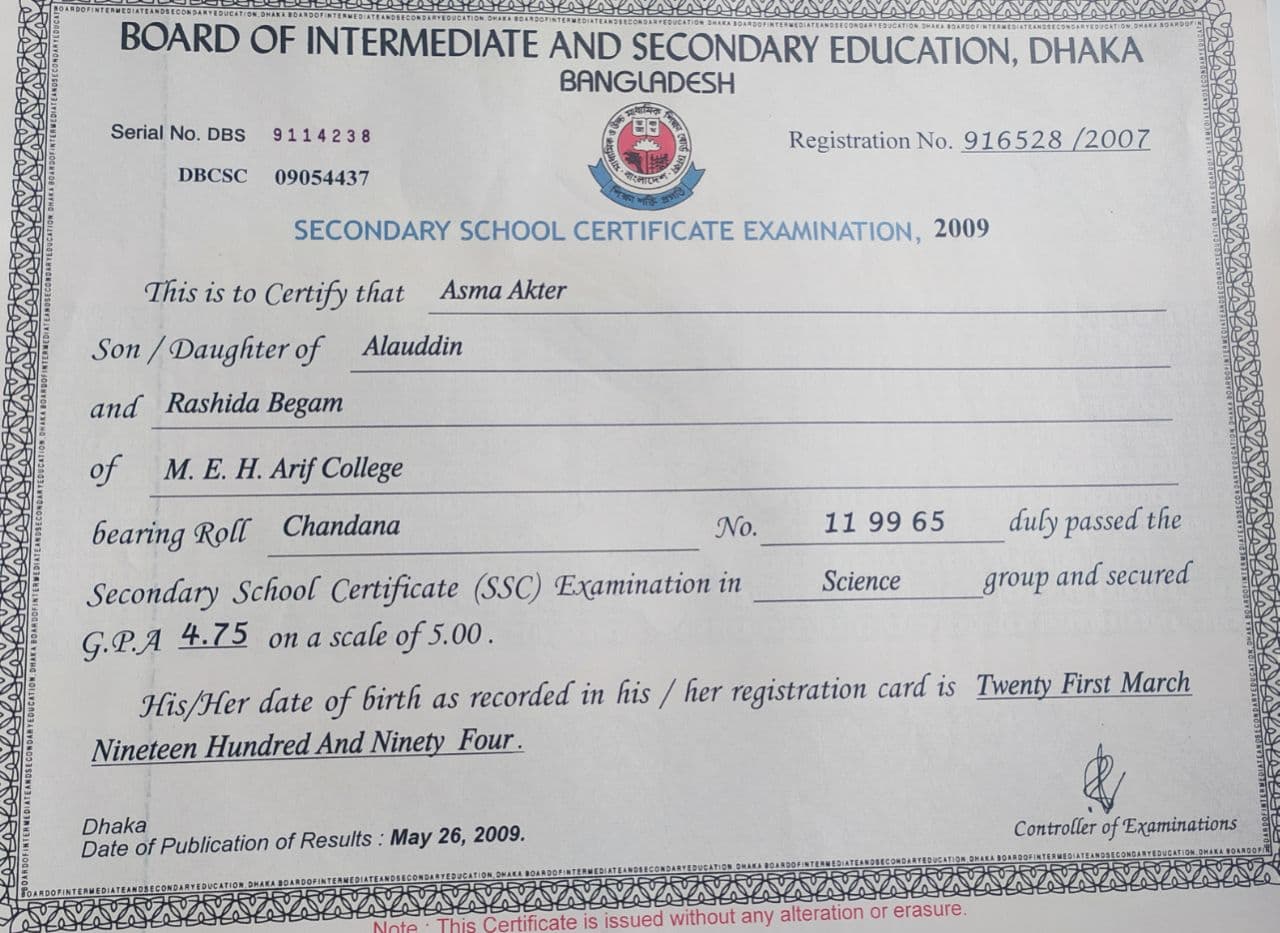 BOARD OF INTERMEDIATE AND SECONDARY EDUCATION, DHAKA
BANGLADESH
Serial No. DBS 9114238
Registration No. 916528 /2007
DBCSC 09054437
শিক্ষা শক্তি প্রগতি
SECONDARY SCHOOL CERTIFICATE EXAMINATION, 2009
This is to Certify that Asma Akter
Son / Daughter of Alauddin
and Rashida Begam
of M. E. H. Arif College
bearing Roll Chandana No. 11 99 65 duly passed the
Secondary School Certificate (SSC) Examination in Science group and secured
G.P.A 4.75 on a scale of 5.00 .
His/Her date of birth as recorded in his / her registration card is Twenty First March
Nineteen Hundred And Ninety Four .
Dhaka
Date of Publication of Results : May 26, 2009.
Controller of Examinations
Note : This Certificate is issued without any alteration or erasure.